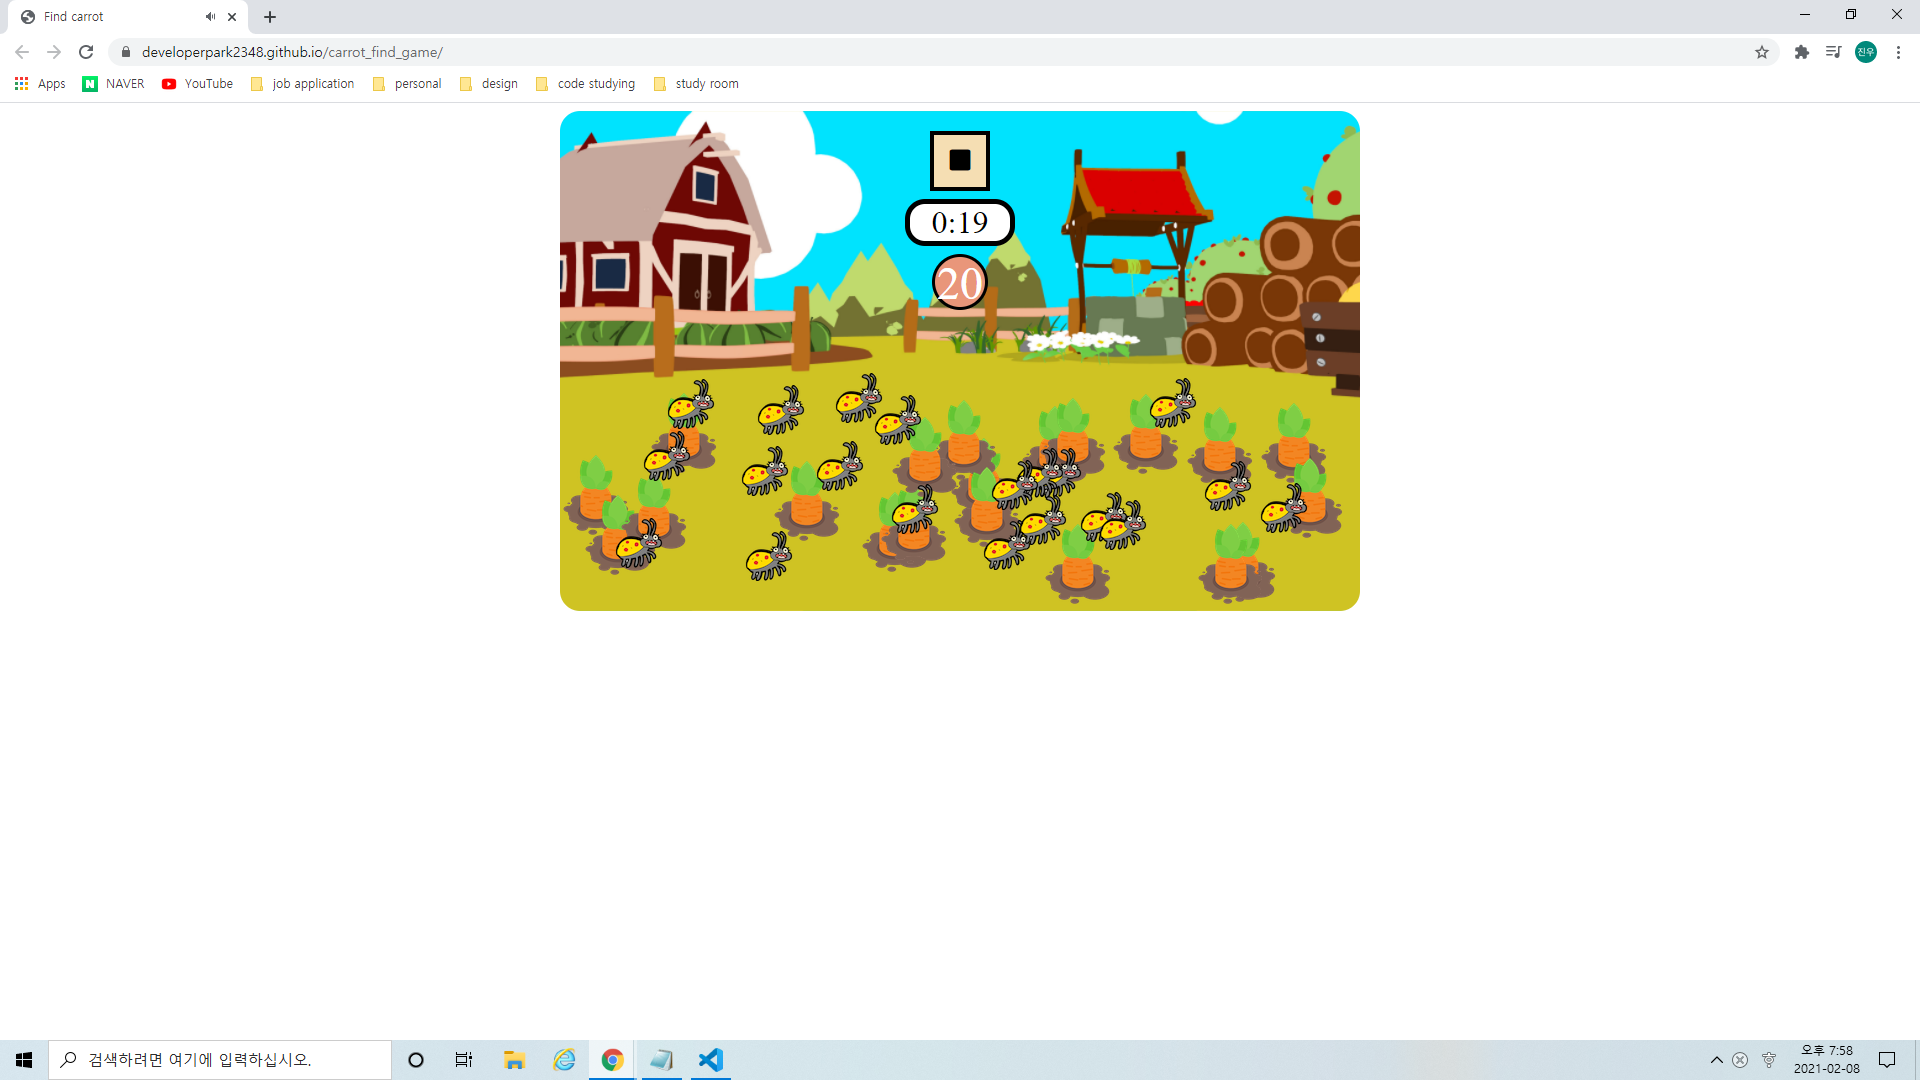 Find carrot
developerpark2348.github.io/carrot_find_game/
진우
Apps
NAVER
YouTube
job application
personal
design
code studying
study room
0:19
20
검색하려면 여기에 입력하십시오.
오후 7:58
2021-02-08